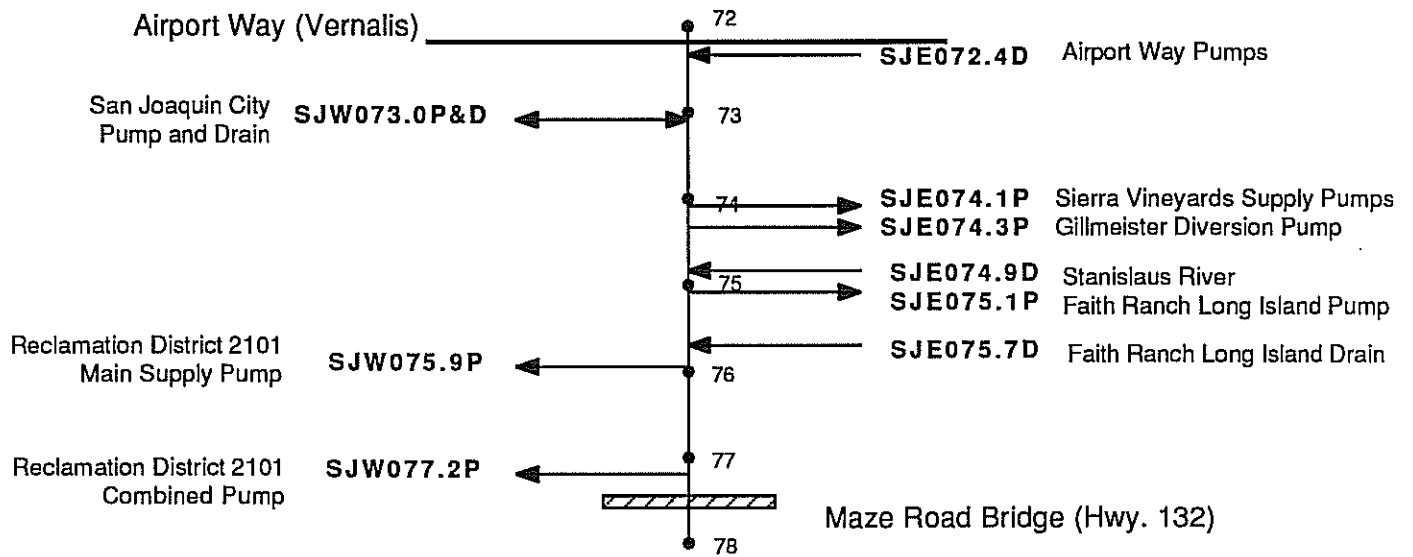 72
Airport Way (Vernalis)
SJE072.4D Airport Way Pumps
San Joaquin City
Pump and Drain
SJW073.0P&D
73
74
SJE074.1P Sierra Vineyards Supply Pumps
SJE074.3P Gillmeister Diversion Pump
SJE074.9D Stanislaus River
75
SJE075.1P Faith Ranch Long Island Pump
SJE075.7D Faith Ranch Long Island Drain
Reclamation District 2101
Main Supply Pump
SJW075.9P
76
77
Reclamation District 2101
Combined Pump
SJW077.2P
Maze Road Bridge (Hwy. 132)
78